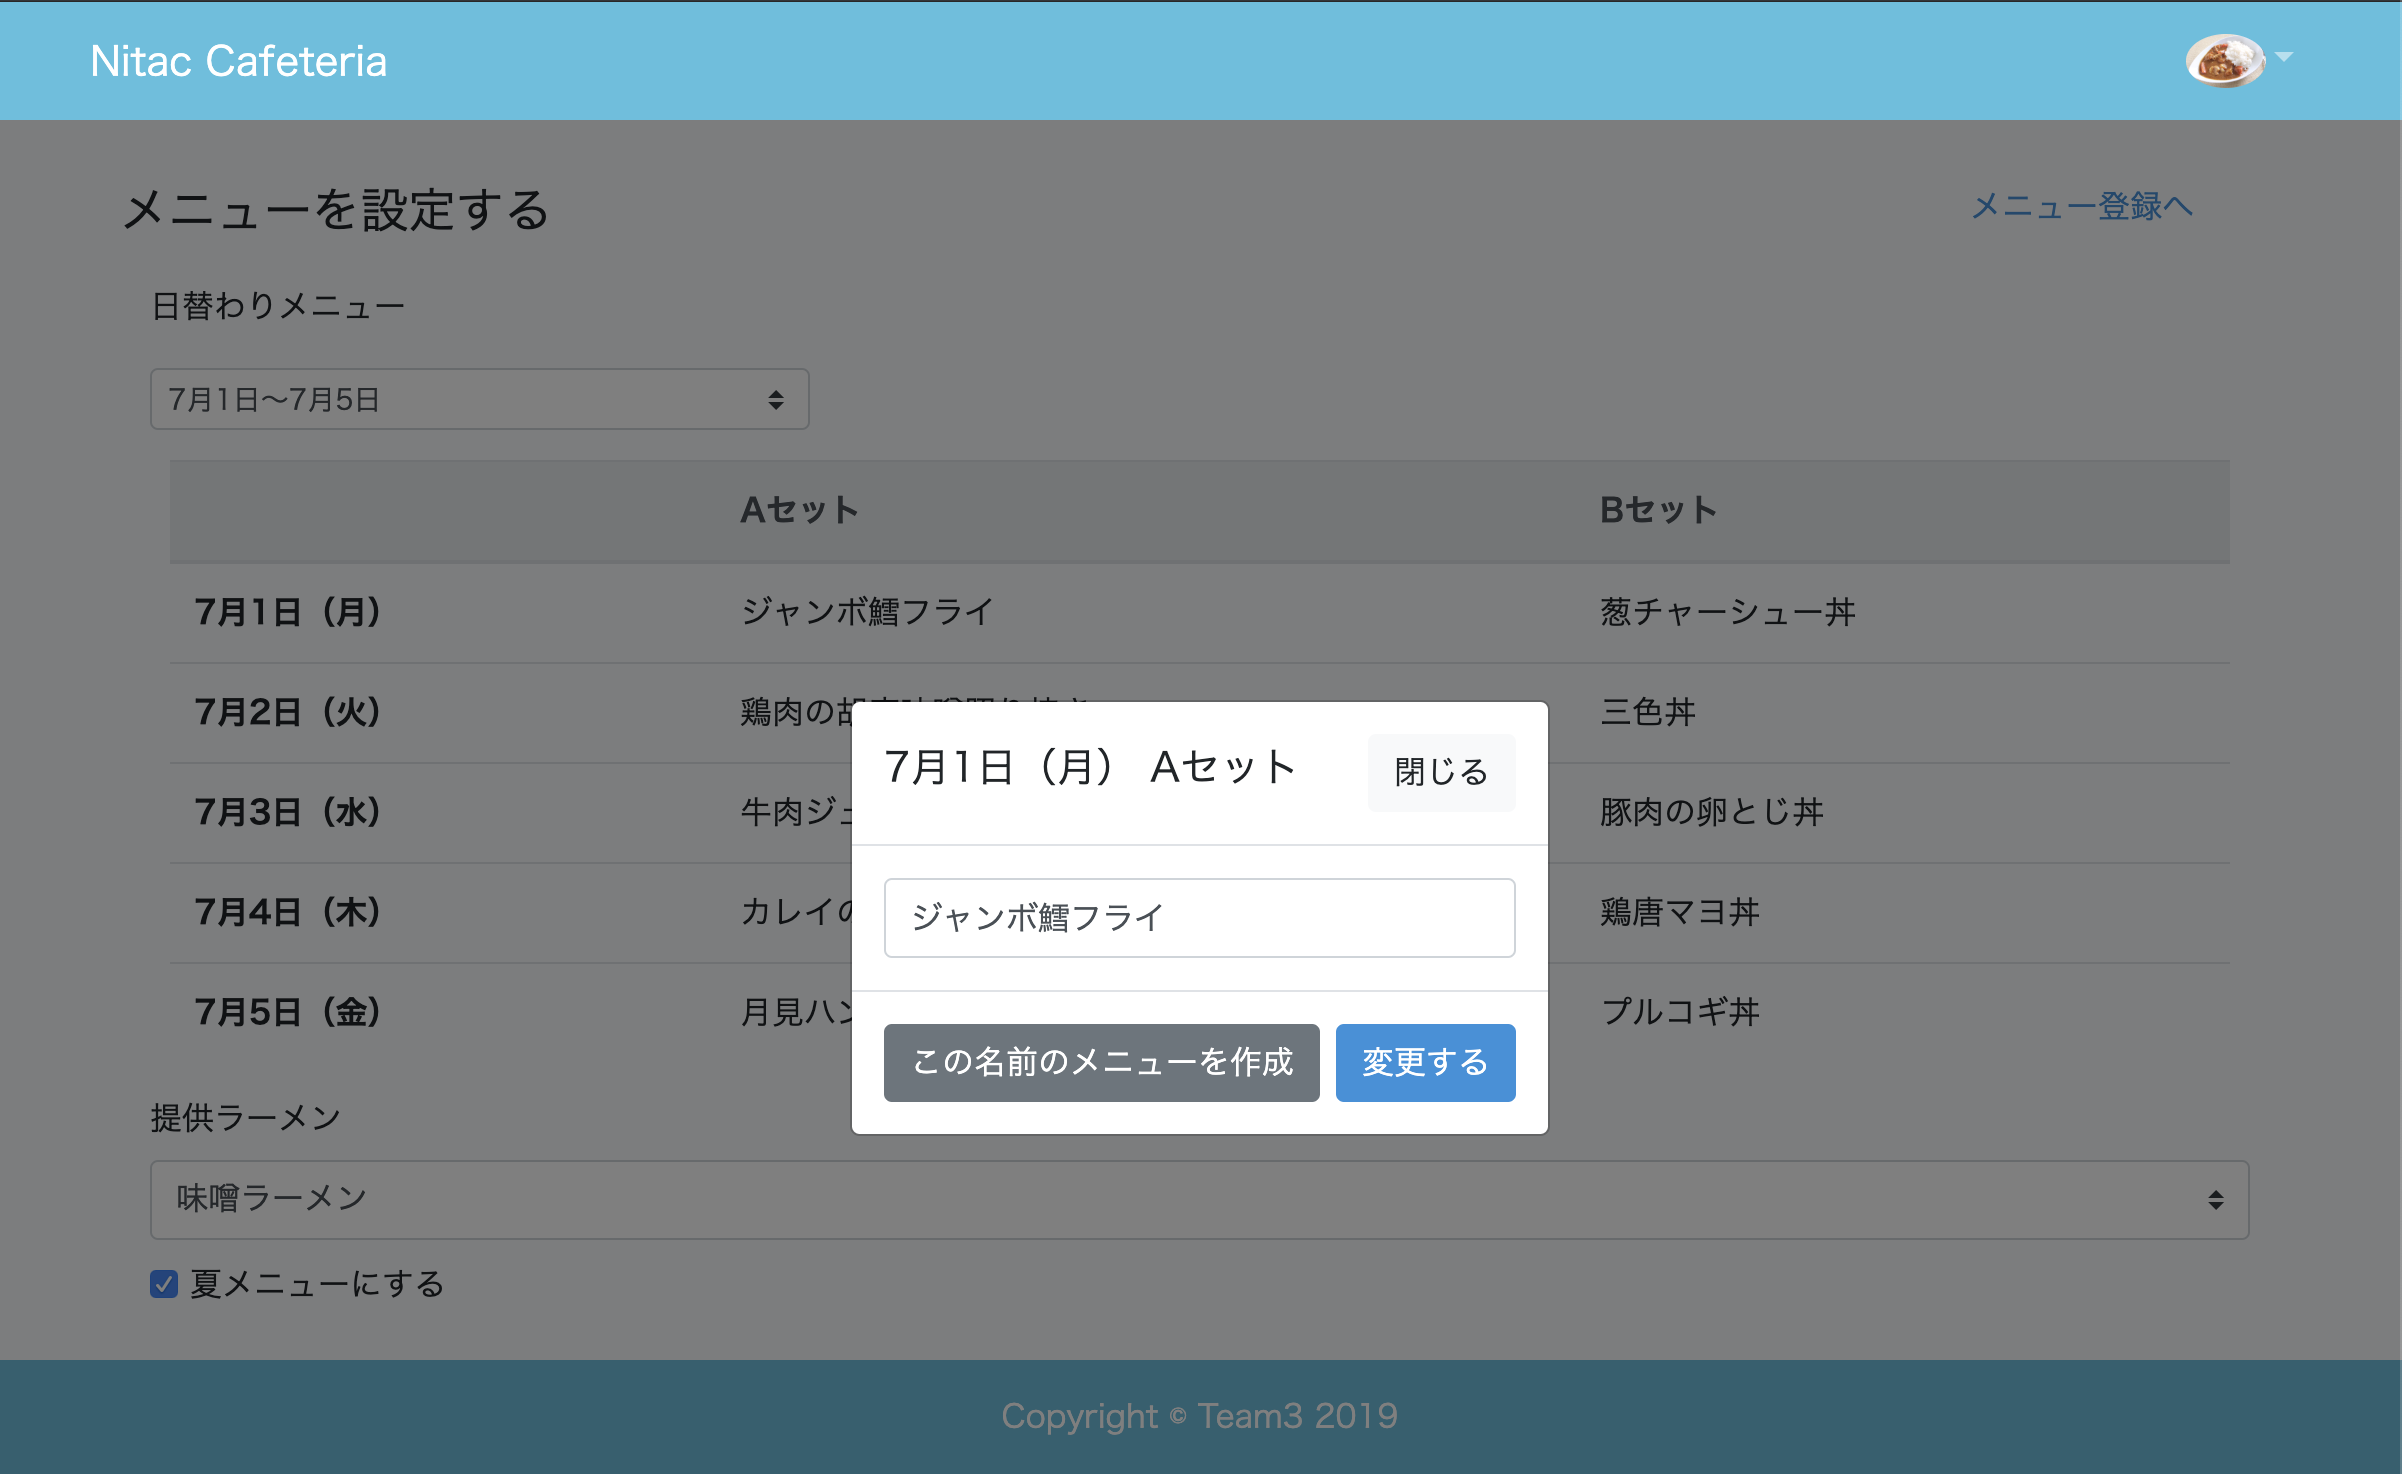 Nitac Cafeteria
メニューを設定する
メニュー登録へ
日替わりメニュー
7月1日〜7月5日
Aセット Bセット
7月1日（月） ジャンボ鱈フライ 葱チャーシュー丼
7月2日（火） 鶏肉の 三色丼
7月3日（水） 牛肉ジュ 豚肉の卵とじ丼
7月4日（木） カレイの 鶏唐マヨ丼
7月5日（金） 月見ハン プルコギ丼
7月1日（月） Aセット
閉じる
ジャンボ鱈フライ
この名前のメニューを作成 変更する
提供ラーメン
味噌ラーメン
夏メニューにする
Copyright © Team3 2019